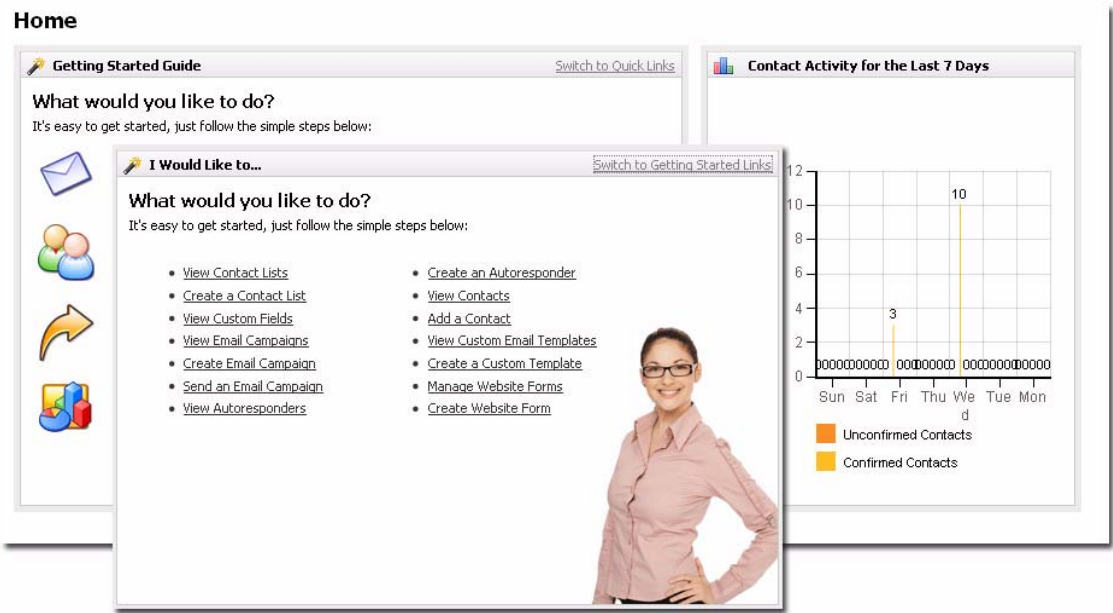 Home
Getting Started Guide
Switch to Quick Links
What would you like to do?
It's easy to get started, just follow the simple steps below:
I Would Like to...
Switch to Getting Started Links
What would you like to do?
It's easy to get started, just follow the simple steps below:
View Contact Lists
Create a Contact List
View Custom Fields
View Email Campaigns
Create Email Campaign
Send an Email Campaign
View Autoresponders
Create an Autoresponder
View Contacts
Add a Contact
View Custom Email Templates
Create a Custom Template
Manage Website Forms
Create Website Form
Contact Activity for the Last 7 Days
12
10
8
6
4
2
0
10
3
Sun Sat Fri Thu We Tue Mon
d
Unconfirmed Contacts
Confirmed Contacts